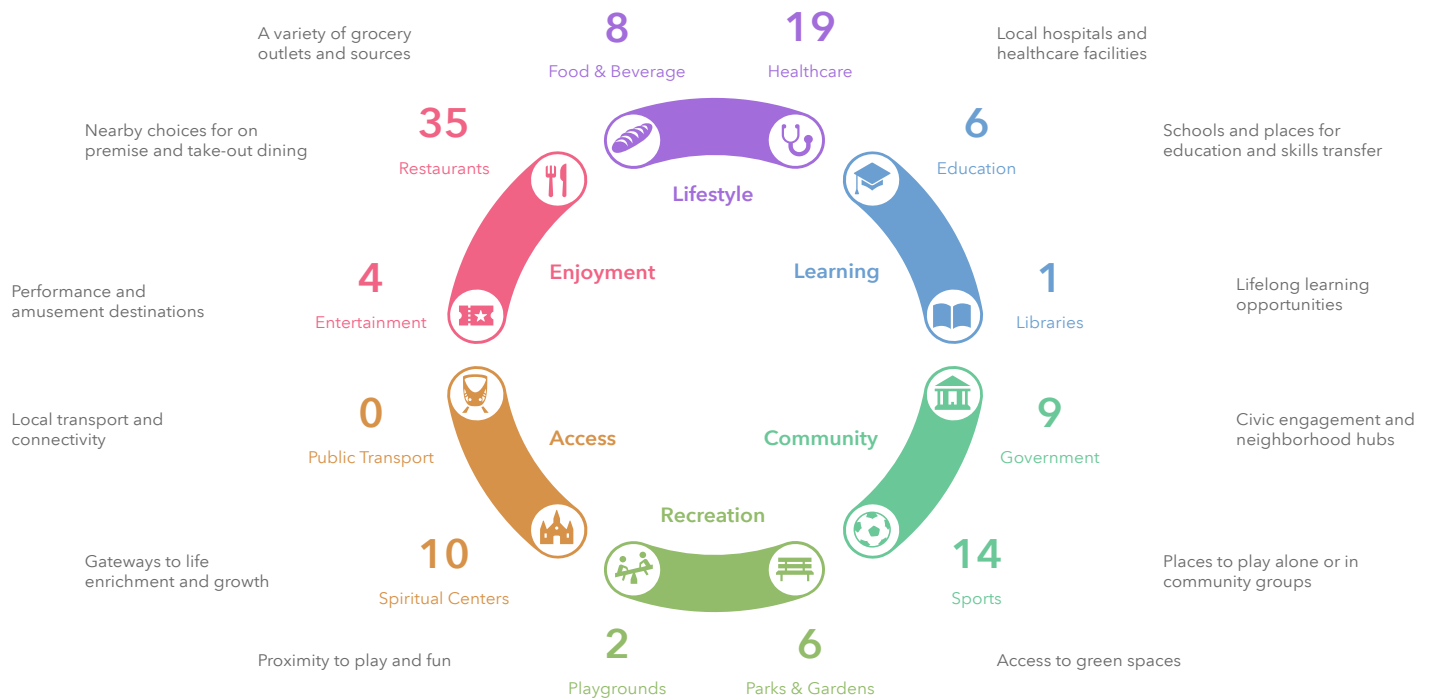 A variety of grocery
outlets and sources
8
Food & Beverage
19
Healthcare
Local hospitals and
healthcare facilities
Nearby choices for on
premise and take-out dining
35
Restaurants
6
Education
Schools and places for
education and skills transfer
Lifestyle
Enjoyment
Learning
Performance and
amusement destinations
4
Entertainment
1
Libraries
Lifelong learning
opportunities
Local transport and
connectivity
0
Public Transport
Access
Community
9
Government
Civic engagement and
neighborhood hubs
Recreation
Gateways to life
enrichment and growth
10
Spiritual Centers
14
Sports
Places to play alone or in
community groups
Proximity to play and fun
2
Playgrounds
6
Parks & Gardens
Access to green spaces